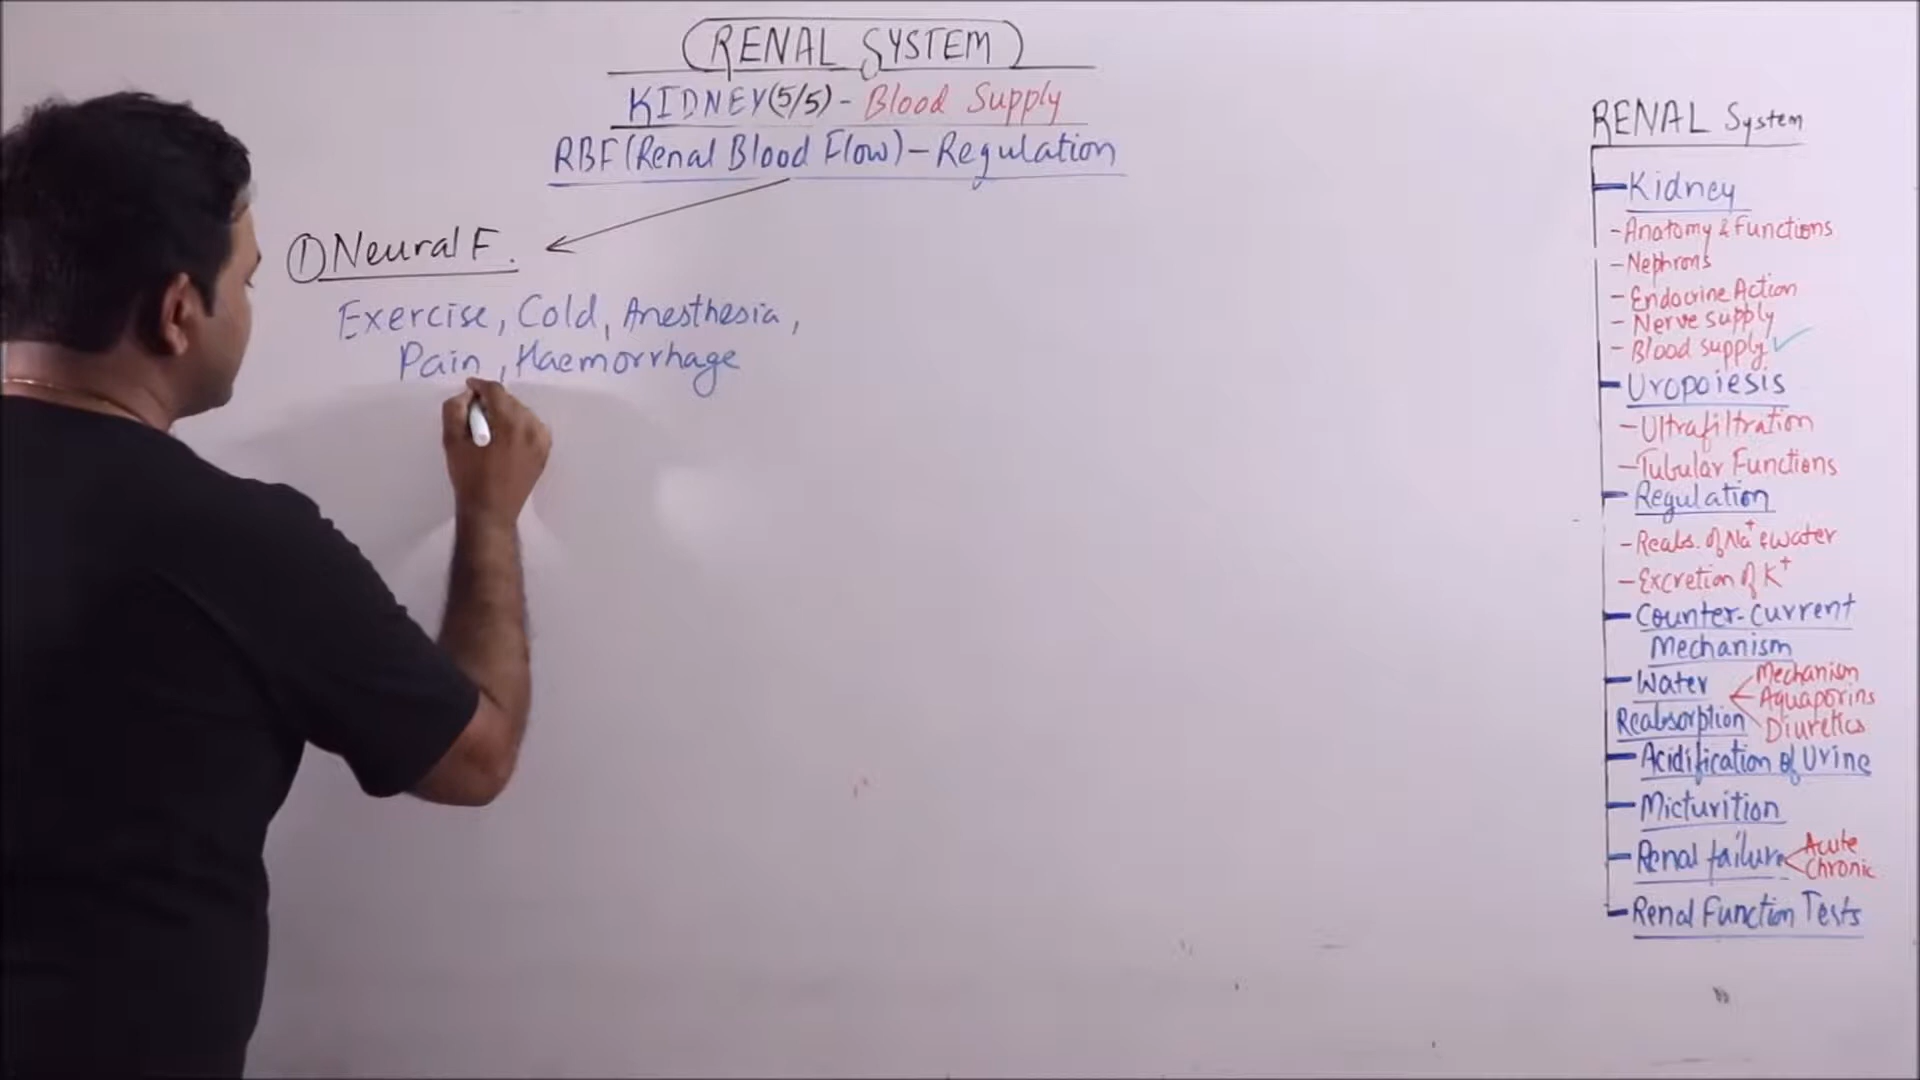 RENAL SYSTEM
KIDNEY(5/5) - Blood Supply
RBF (Renal Blood Flow) - Regulation
① Neural F.
Exercise, Cold, Anesthesia,
Pain, Haemorrhage
RENAL System
Kidney
- Anatomy & Functions
- Nephrons
- Endocrine Action
- Nerve supply
- Blood supply ✓
Uropoiesis
- Ultrafiltration
- Tubular Functions
Regulation
- Reabs. of Na⁺ & water
- Excretion of K⁺
Counter-current
Mechanism
Water
Reabsorption
Mechanism
Aquaporins
Diuretics
Acidification of Urine
Micturition
Renal failure
Acute
Chronic
Renal Function Tests